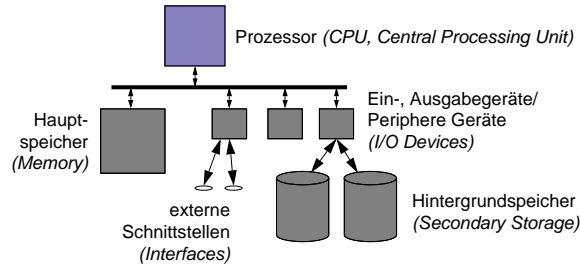 Prozessor (CPU, Central Processing Unit)
Haupt-
speicher
(Memory)
Ein-, Ausgabegeräte/
Periphere Geräte
(I/O Devices)
externe
Schnittstellen
(Interfaces)
Hintergrundspeicher
(Secondary Storage)